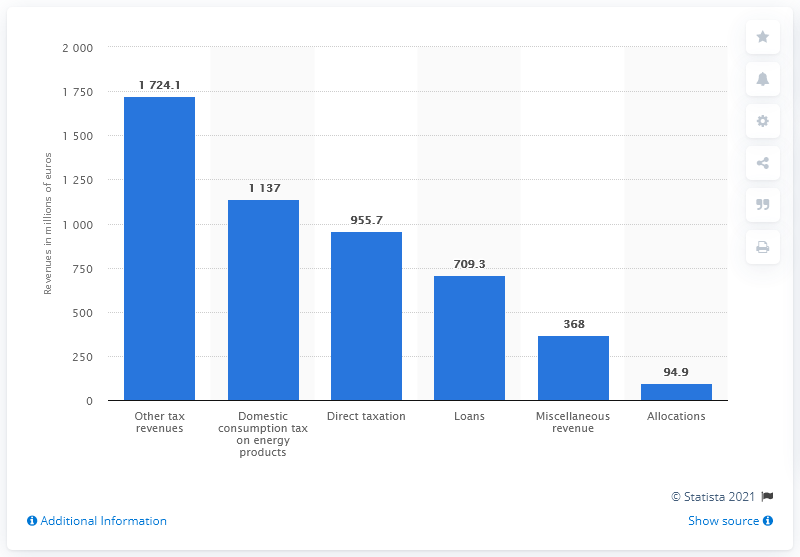 2 000
1 750
1 500
1 250
1 000
750
500
250
0
Revenues in millions of euros
1 724.1
1 137
955.7
709.3
368
94.9
Other tax
revenues
Domestic
consumption tax
on energy
products
Direct taxation
Loans
Miscellaneous
revenue
Allocations
© Statista 2021
Additional Information
Show source